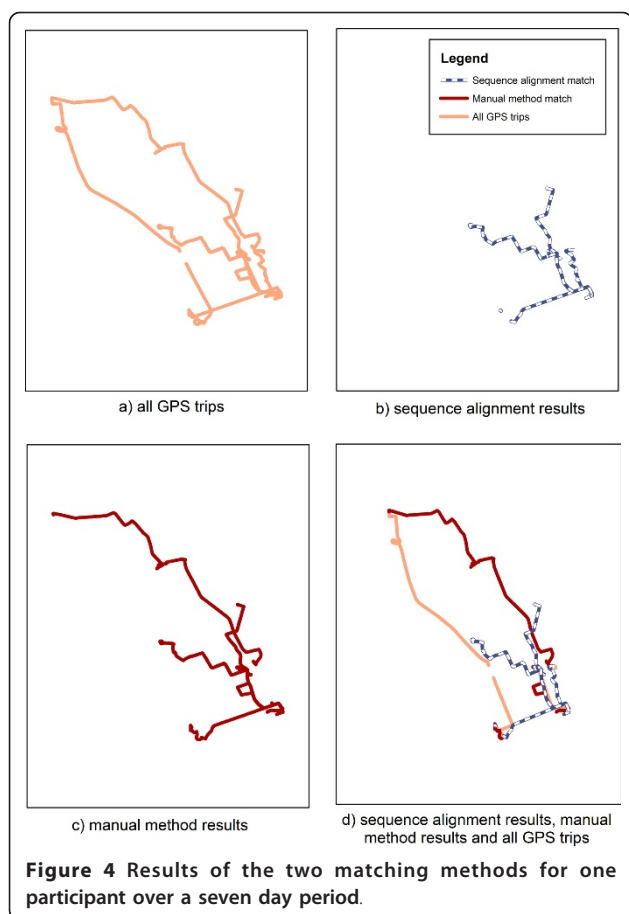 Legend
Sequence alignment match
Manual method match
All GPS trips
a) all GPS trips
b) sequence alignment results
c) manual method results
d) sequence alignment results, manual
method results and all GPS trips
Figure 4 Results of the two matching methods for one
participant over a seven day period.